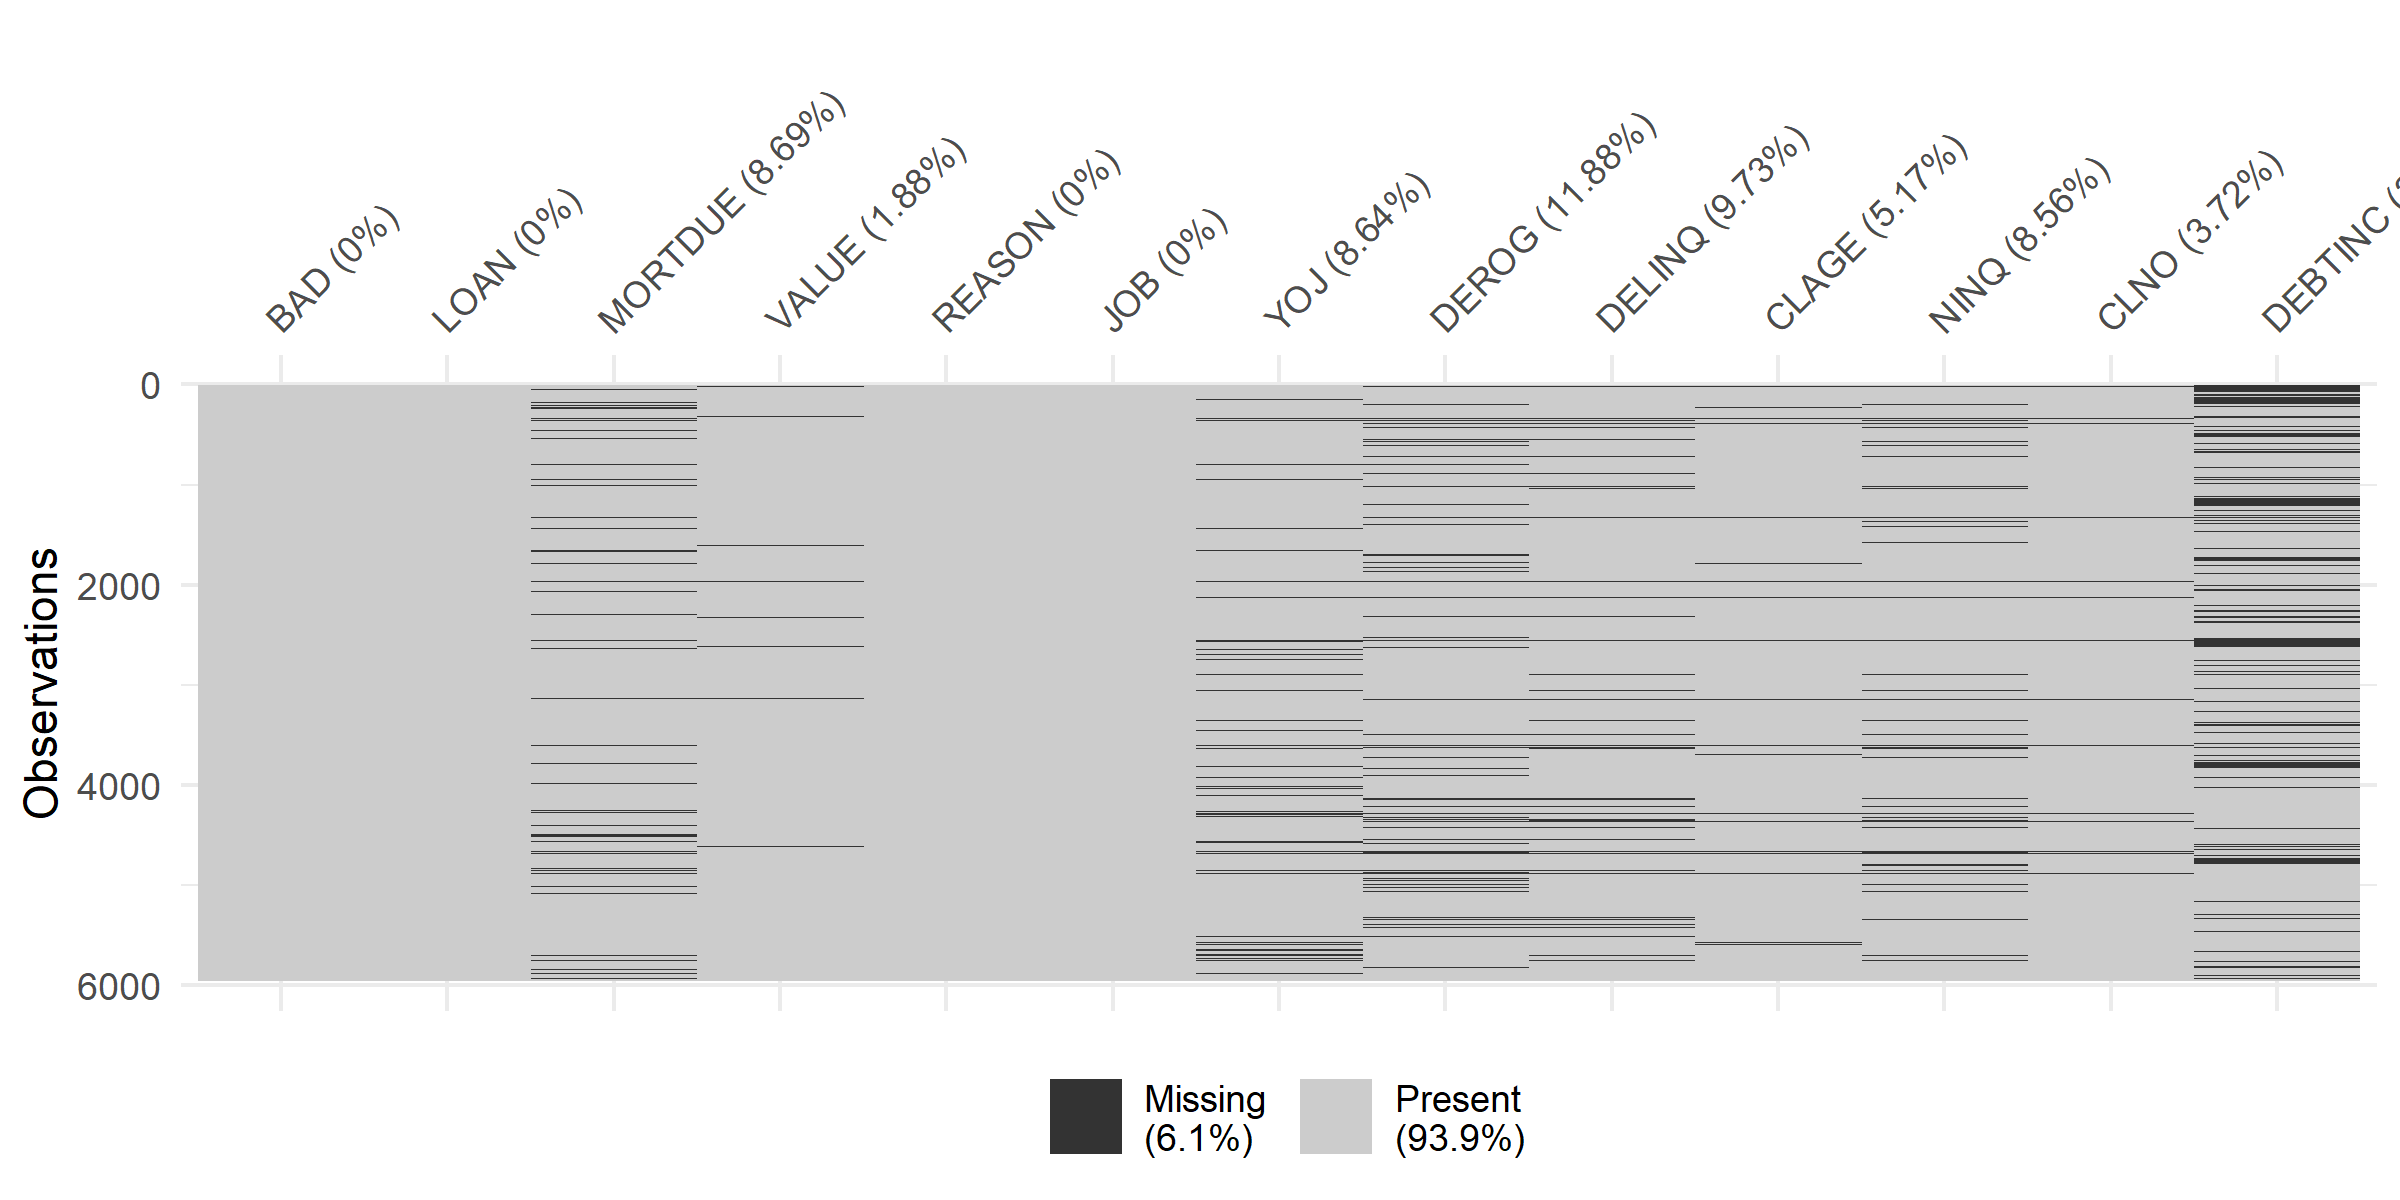 BAD (0%)
LOAN (0%)
MORTDUE (8.69%)
VALUE (1.88%)
REASON (0%)
JOB (0%)
YOJ (8.64%)
DEROG (11.88%)
DELINQ (9.73%)
CLAGE (5.17%)
NINQ (8.56%)
CLNO (3.72%)
DEBTINC
0
2000
4000
6000
Observations
Missing
(6.1%)
Present
(93.9%)